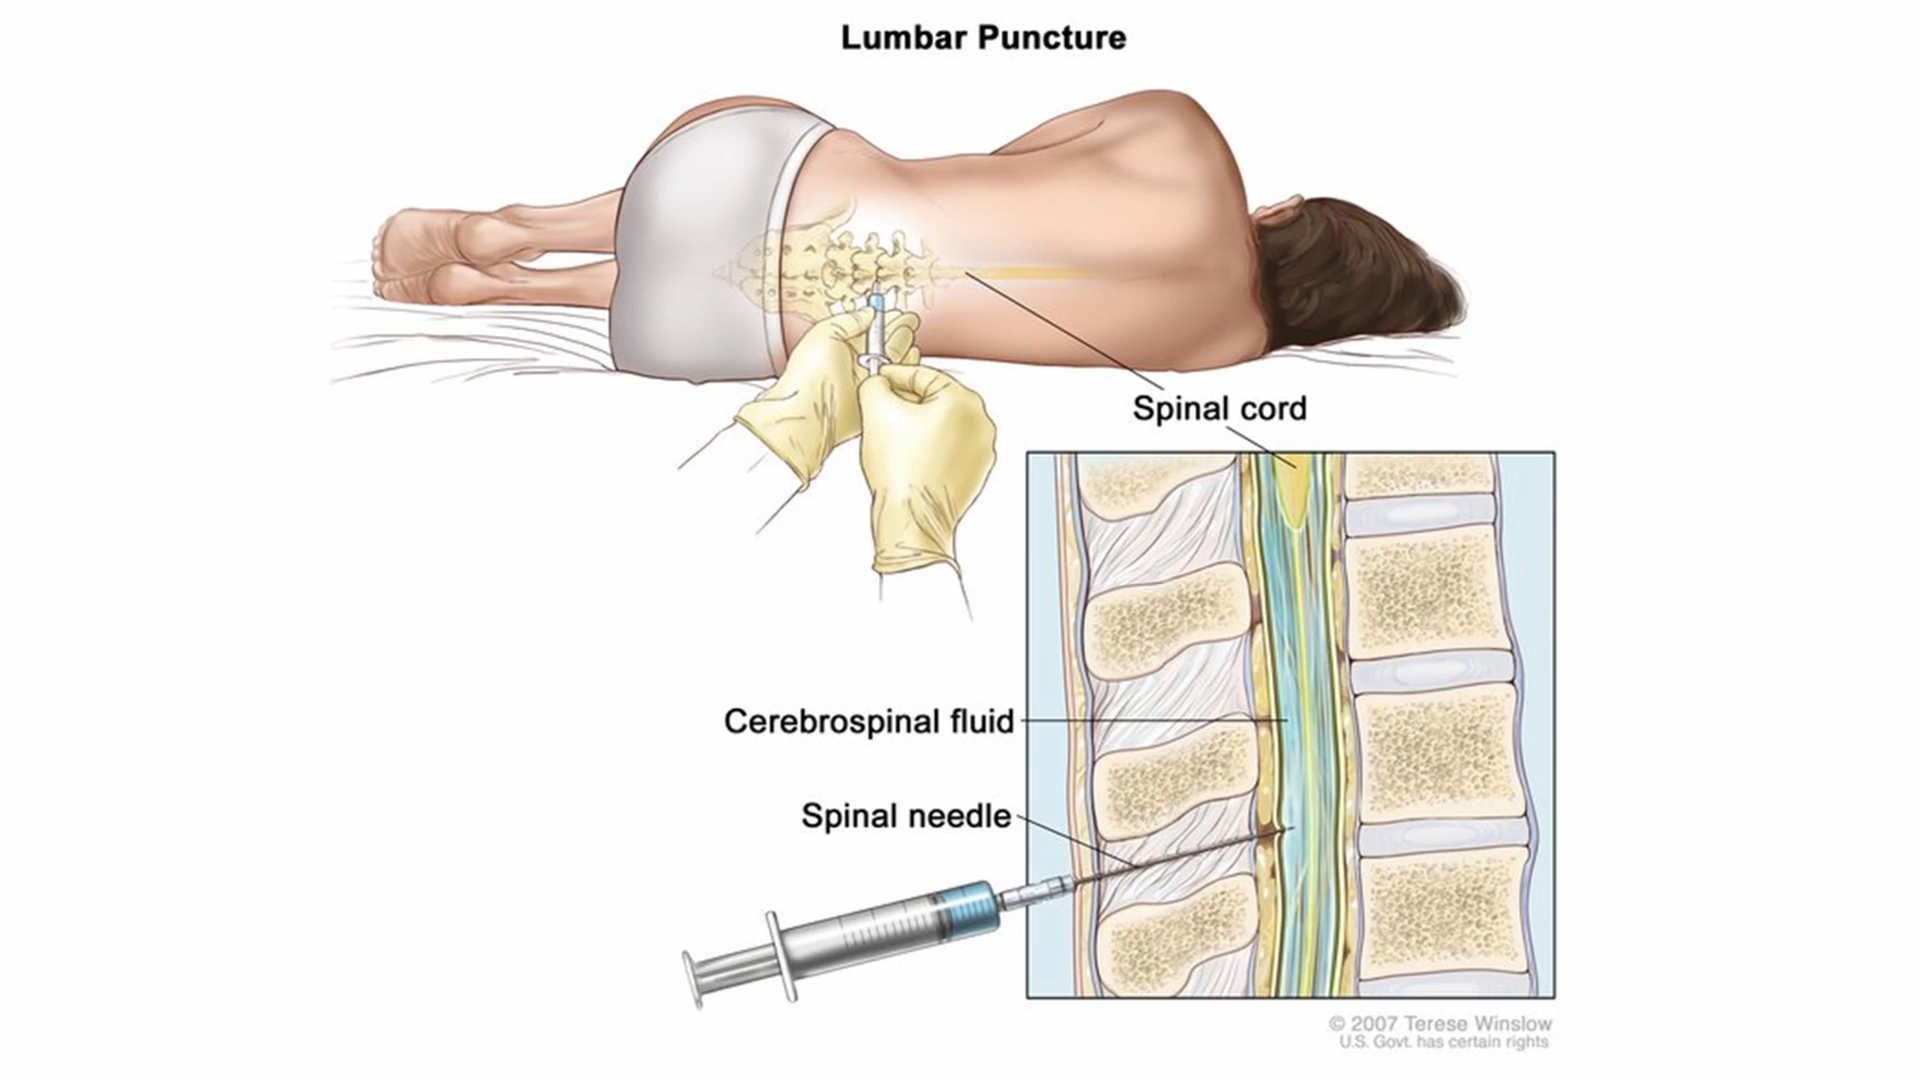 Lumbar Puncture
Spinal cord
Cerebrospinal fluid
Spinal needle
© 2007 Terese Winslow
U.S. Govt. has certain rights